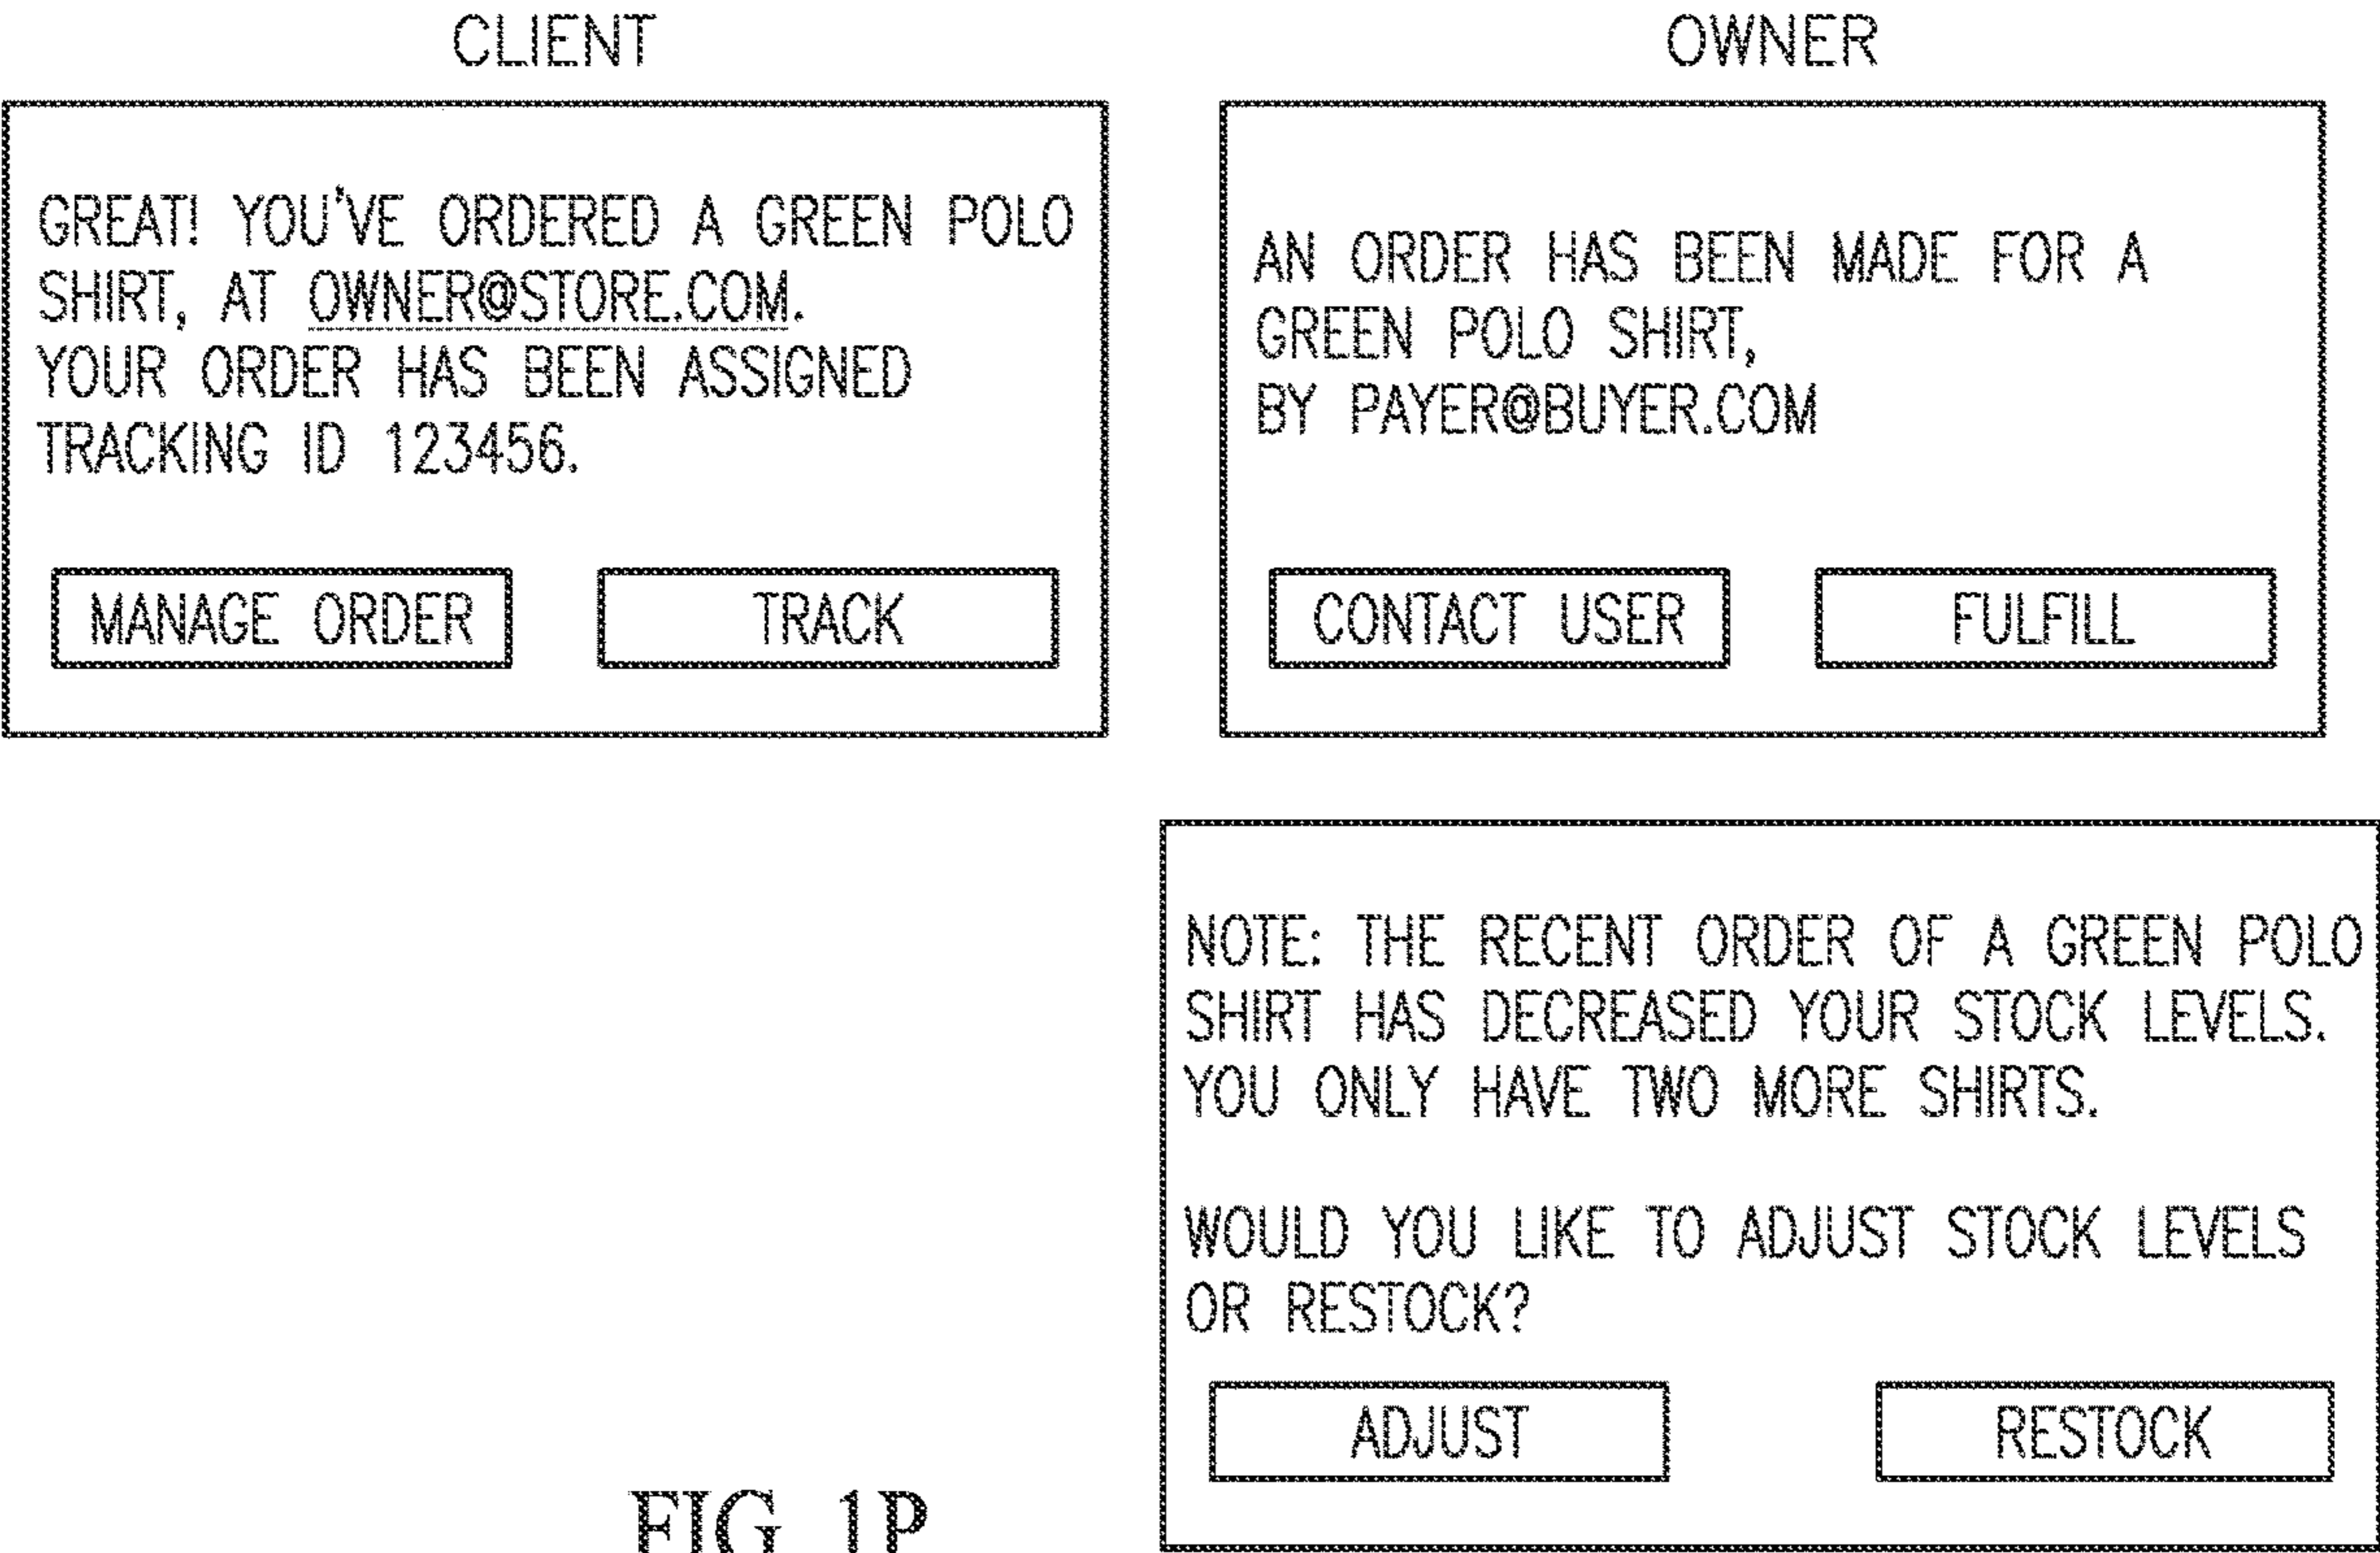 CLIENT
GREAT! YOU'VE ORDERED A GREEN POLO
SHIRT, AT OWNER@STORE.COM.
YOUR ORDER HAS BEEN ASSIGNED
TRACKING ID 123456.
MANAGE ORDER
TRACK
OWNER
AN ORDER HAS BEEN MADE FOR A
GREEN POLO SHIRT,
BY PAYER@BUYER.COM
CONTACT USER
FULFILL
NOTE: THE RECENT ORDER OF A GREEN POLO
SHIRT HAS DECREASED YOUR STOCK LEVELS.
YOU ONLY HAVE TWO MORE SHIRTS.
WOULD YOU LIKE TO ADJUST STOCK LEVELS
OR RESTOCK?
ADJUST
RESTOCK
FIG. 1P